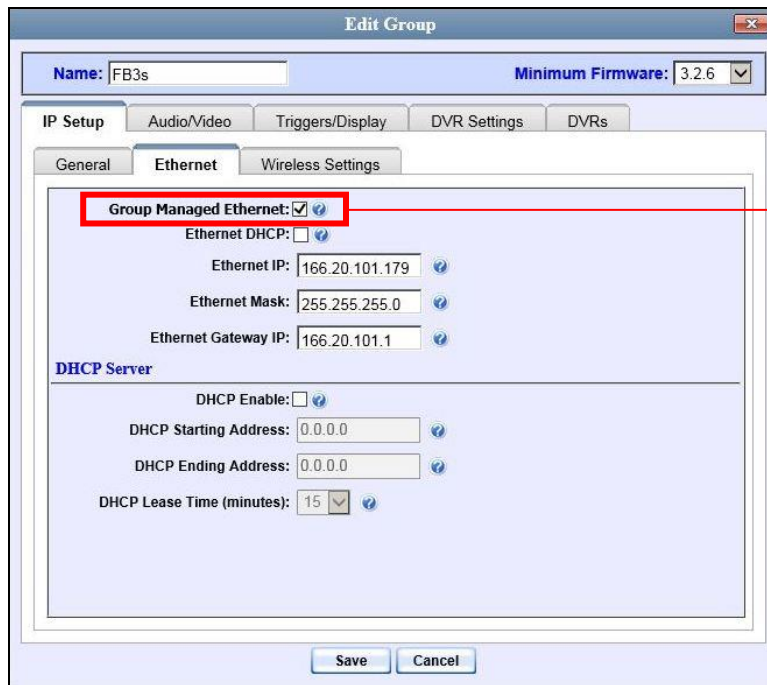 Edit Group
Name: FB3s Minimum Firmware: 3.2.6
IP Setup Audio/Video Triggers/Display DVR Settings DVRs
General Ethernet Wireless Settings
Group Managed Ethernet:
Ethernet DHCP:
Ethernet IP: 166.20.101.179
Ethernet Mask: 255.255.255.0
Ethernet Gateway IP: 166.20.101.1
DHCP Server
DHCP Enable:
DHCP Starting Address: 0.0.0.0
DHCP Ending Address: 0.0.0.0
DHCP Lease Time (minutes): 15
Save Cancel